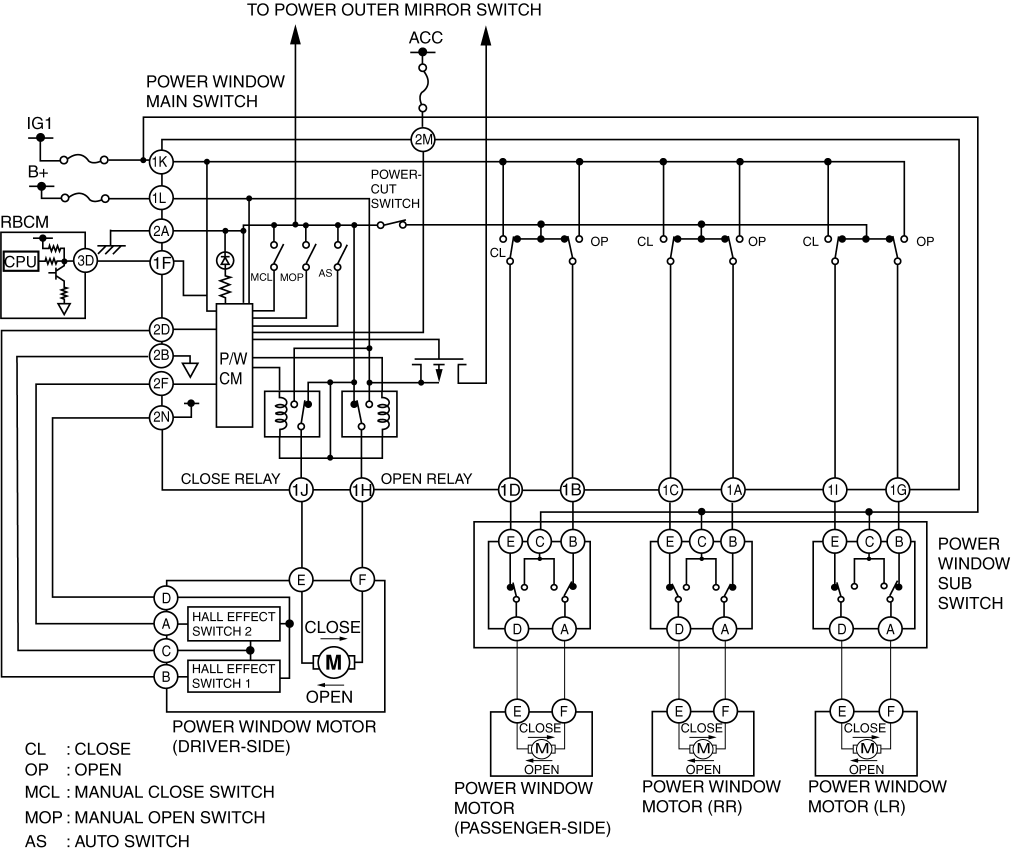 TO POWER OUTER MIRROR SWITCH
ACC
POWER WINDOW
MAIN SWITCH
IG1
2M
1K
B+
POWER-
CUT
SWITCH
1L
RBCM
2A
CL
OP
CL
OP
CL
OP
CPU
3D
1F
MCL
MOP
AS
2D
2B
P/W
CM
2F
2N
CLOSE RELAY
1J
1H
OPEN RELAY
1D
1B
1C
1A
1I
1G
E
C
B
E
C
B
E
C
B
POWER
WINDOW
SUB
SWITCH
E
F
D
A
HALL EFFECT
SWITCH 2
C
HALL EFFECT
SWITCH 1
B
CLOSE
M
OPEN
D
A
D
A
D
A
POWER WINDOW MOTOR
(DRIVER-SIDE)
E
F
CLOSE
M
OPEN
E
F
CLOSE
M
OPEN
E
F
CLOSE
M
OPEN
POWER WINDOW
MOTOR
(PASSENGER-SIDE)
POWER WINDOW
MOTOR (RR)
POWER WINDOW
MOTOR (LR)
CL : CLOSE
OP : OPEN
MCL : MANUAL CLOSE SWITCH
MOP : MANUAL OPEN SWITCH
AS : AUTO SWITCH